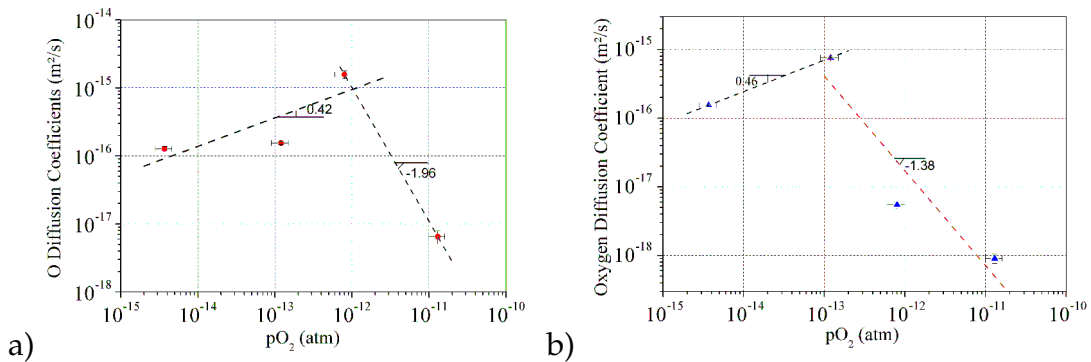 a)
O Diffusion Coefficients (m²/s)
10⁻¹⁴
10⁻¹⁵
10⁻¹⁶
10⁻¹⁷
10⁻¹⁸
0.42
-1.96
10⁻¹⁵ 10⁻¹⁴ 10⁻¹³ 10⁻¹² 10⁻¹¹ 10⁻¹⁰
pO₂ (atm)
b)
Oxygen Diffusion Coefficient (m²/s)
10⁻¹⁵
10⁻¹⁶
10⁻¹⁷
10⁻¹⁸
0.46
-1.38
10⁻¹⁵ 10⁻¹⁴ 10⁻¹³ 10⁻¹² 10⁻¹¹ 10⁻¹⁰
pO₂ (atm)